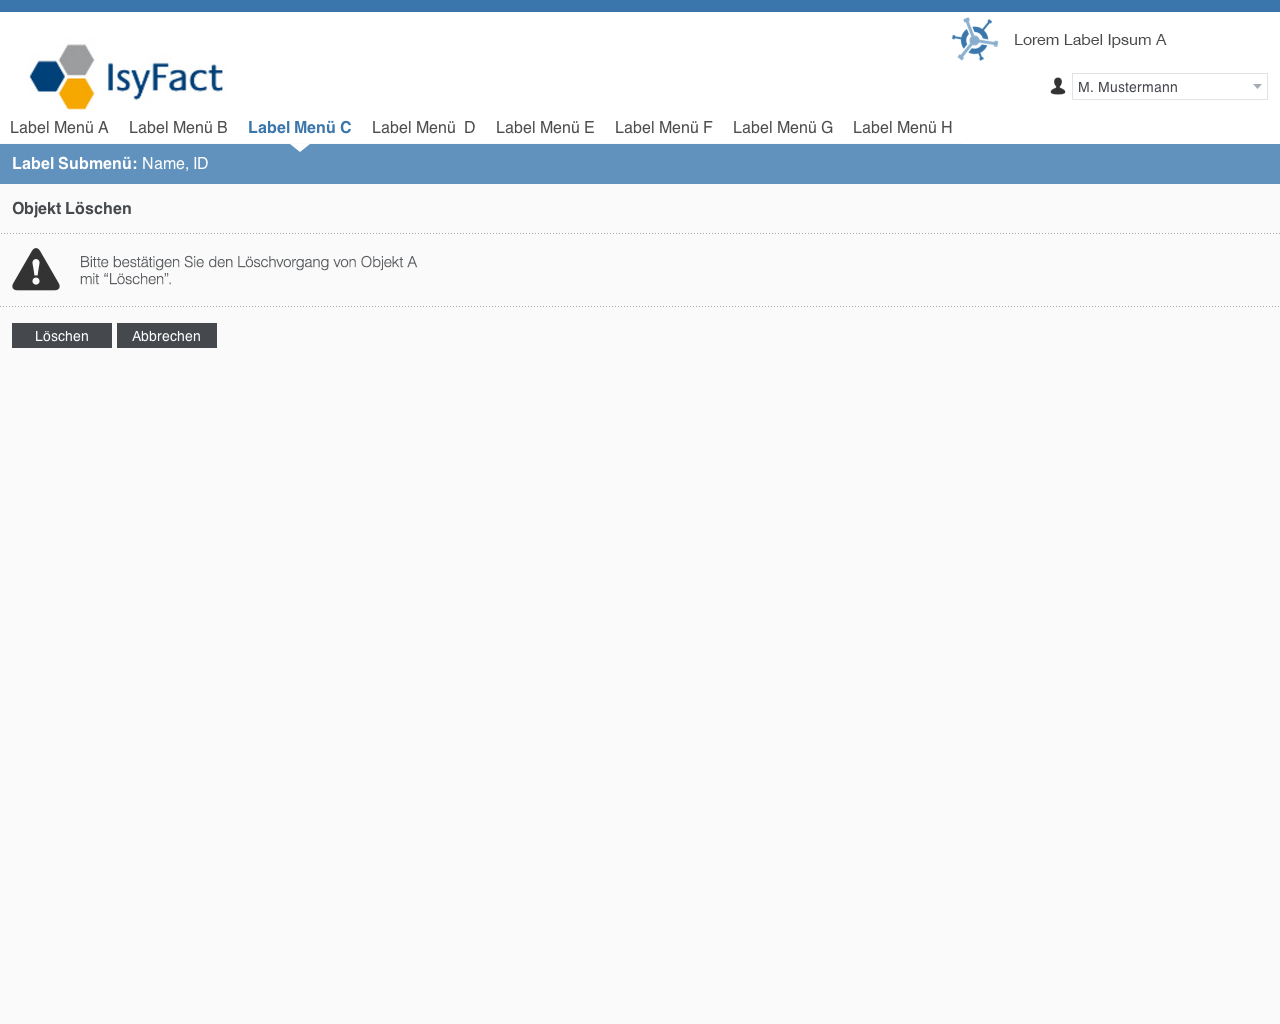 Lorem Label Ipsum A
IsyFact
M. Mustermann
Label Menü A Label Menü B Label Menü C Label Menü D Label Menü E Label Menü F Label Menü G Label Menü H
Label Submenü: Name, ID
Objekt Löschen
Bitte bestätigen Sie den Löschvorgang von Objekt A
mit “Löschen”.
Löschen Abbrechen